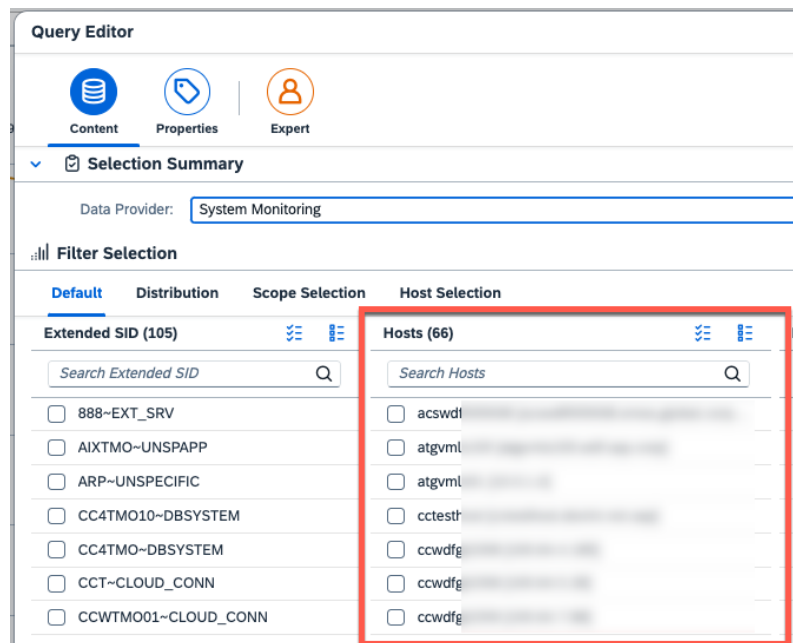 Query Editor
Content
Properties
Expert
Selection Summary
Data Provider: System Monitoring
Filter Selection
Default Distribution Scope Selection Host Selection
Extended SID (105)
Search Extended SID
888~EXT_SRV
AIXTMO~UNSPAPP
ARP~UNSPECIFIC
CC4TMO10~DBSYSTEM
CC4TMO~DBSYSTEM
CCT~CLOUD_CONN
CCWTMO01~CLOUD_CONN
Hosts (66)
Search Hosts
acswdf
atgvml
atgvml
cctesth
ccwdfg
ccwdfg
ccwdfg